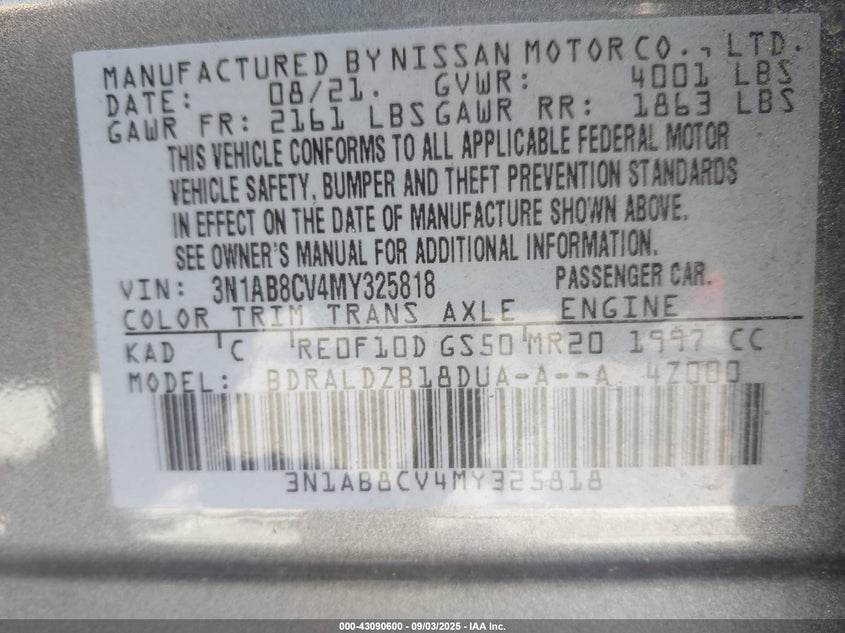 MANUFACTURED BY NISSAN MOTOR CO., LTD.
DATE: 08/21. GVWR: 4001 LBS
GAWR FR: 2161 LBS GAWR RR: 1863 LBS
THIS VEHICLE CONFORMS TO ALL APPLICABLE FEDERAL MOTOR
VEHICLE SAFETY, BUMPER AND THEFT PREVENTION STANDARDS
IN EFFECT ON THE DATE OF MANUFACTURE SHOWN ABOVE.
SEE OWNER'S MANUAL FOR ADDITIONAL INFORMATION.
VIN: 3N1AB8CV4MY325818 PASSENGER CAR.
COLOR TRIM TRANS AXLE ENGINE
KAD C RE0F10D GS50 MR20 1997 CC
MODEL: BDRALDZB18DUA-A--A 4Z000
3N1AB8CV4MY325818
000-43090600 - 09/03/2025 - IAA Inc.